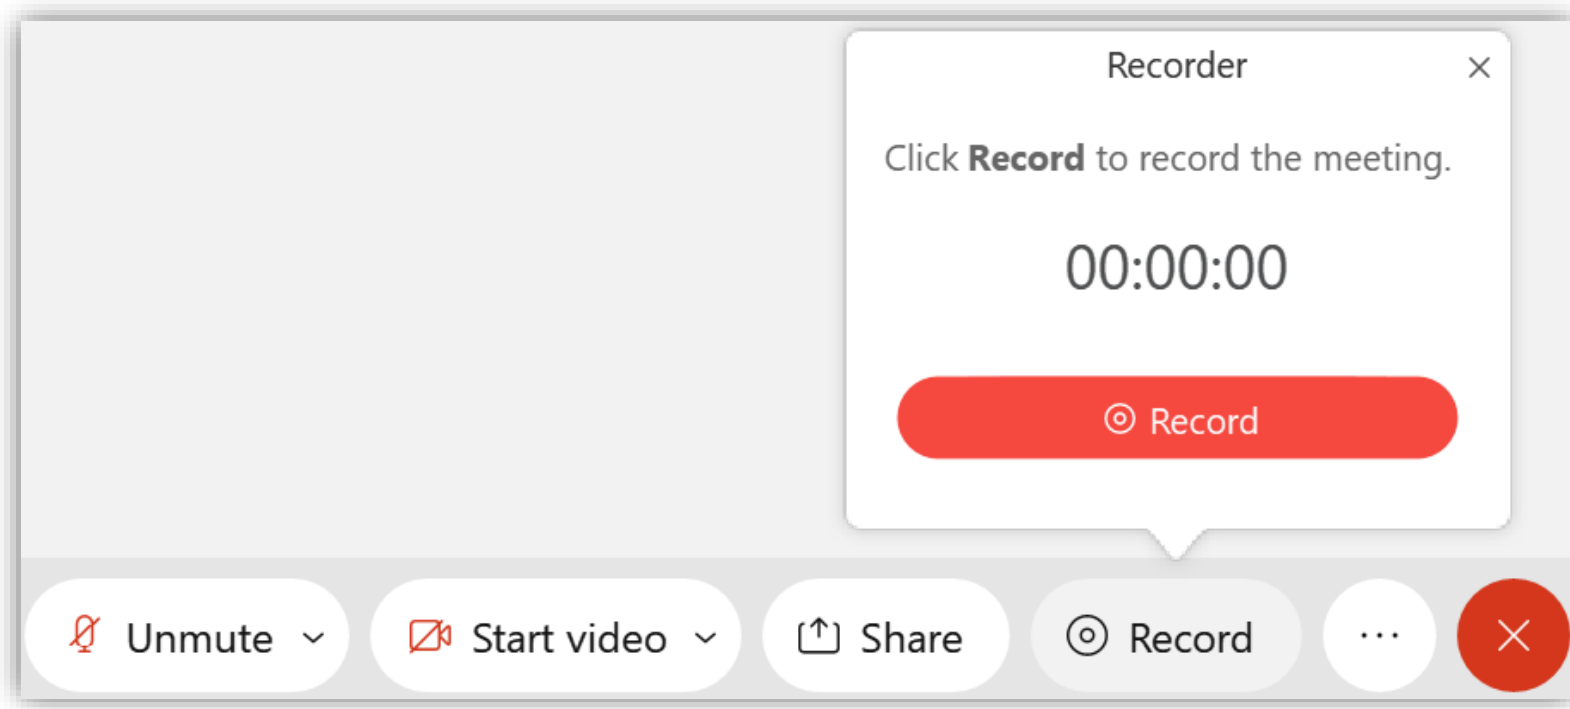 Recorder
Click Record to record the meeting.
00:00:00
Record
Unmute
Start video
Share
Record